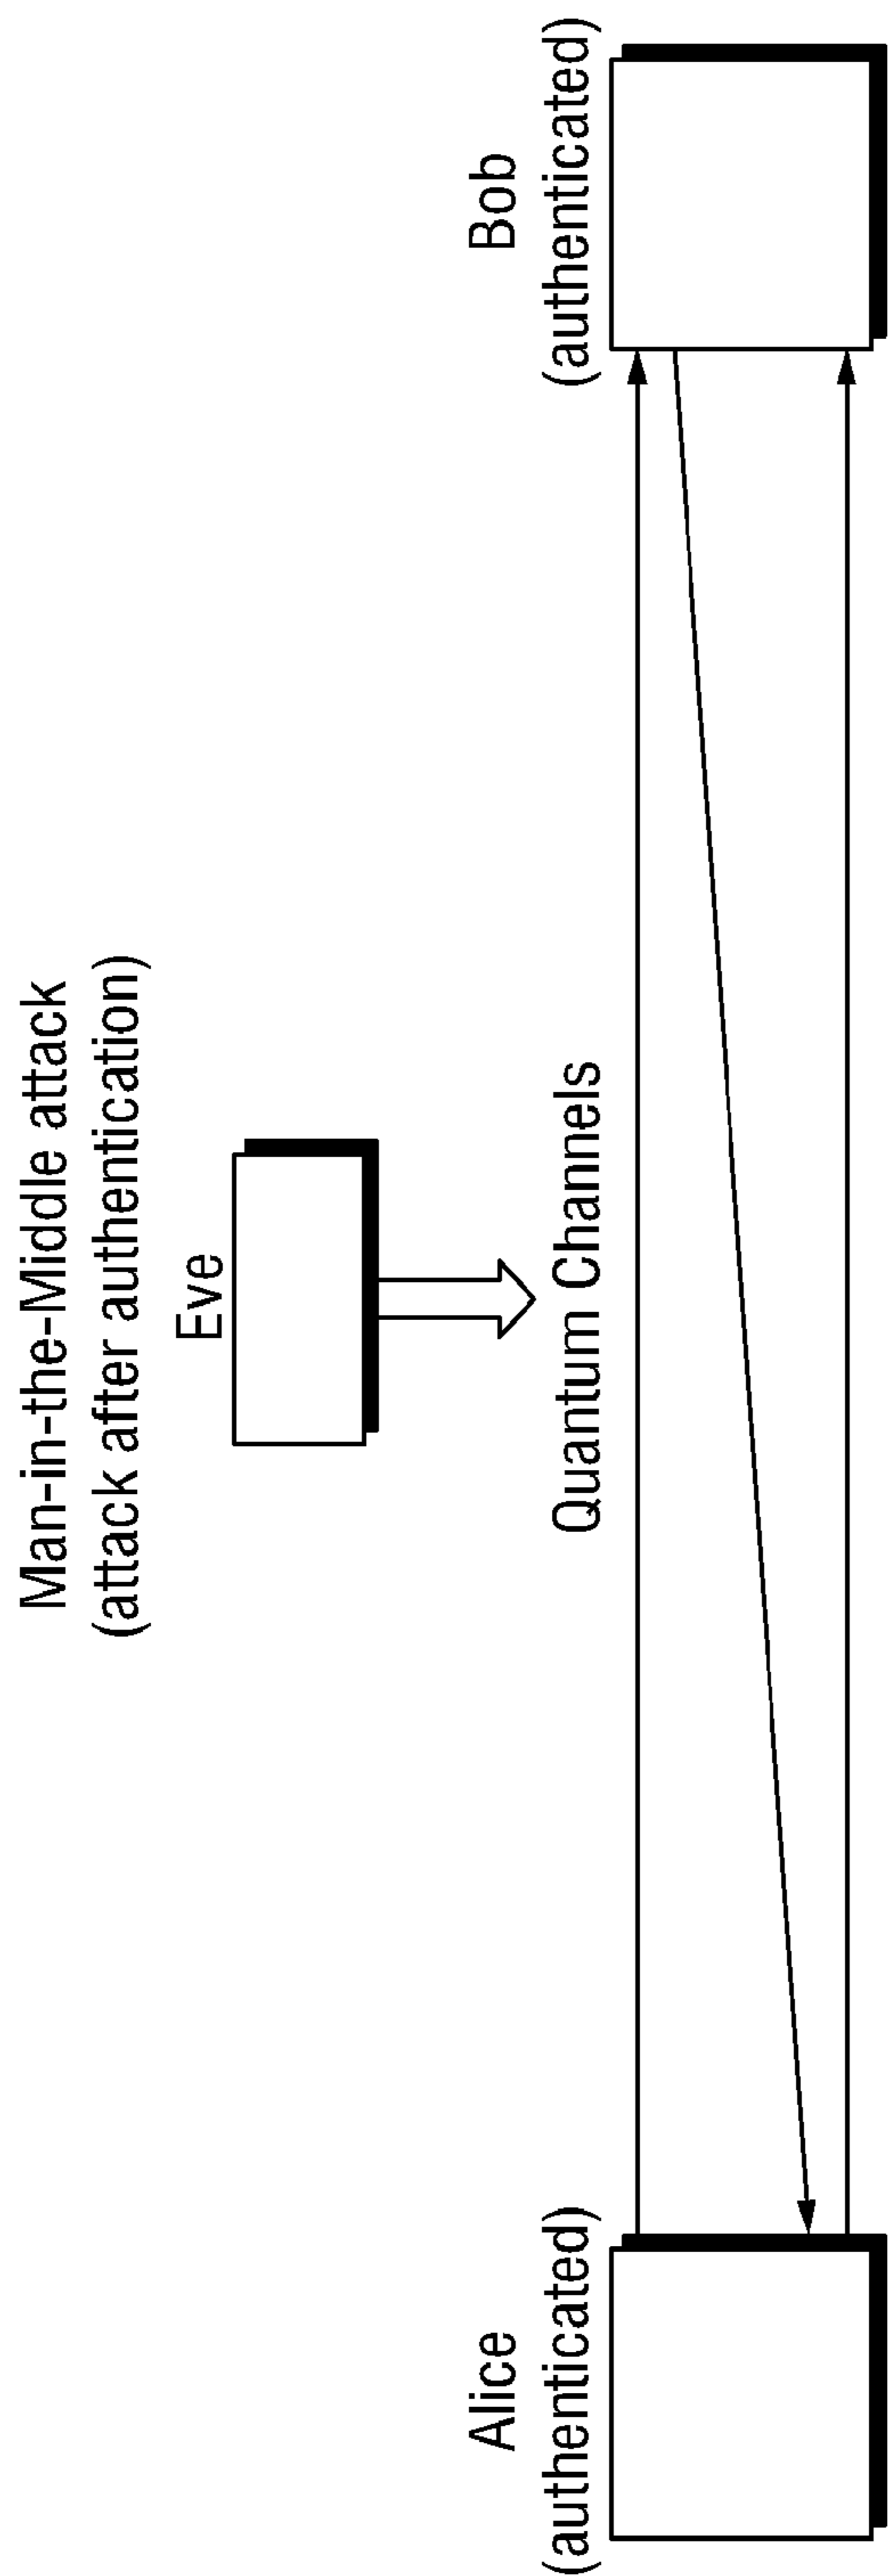 Man-in-the-Middle attack
(attack after authentication)
Eve
Alice
(authenticated)
Quantum Channels
Bob
(authenticated)